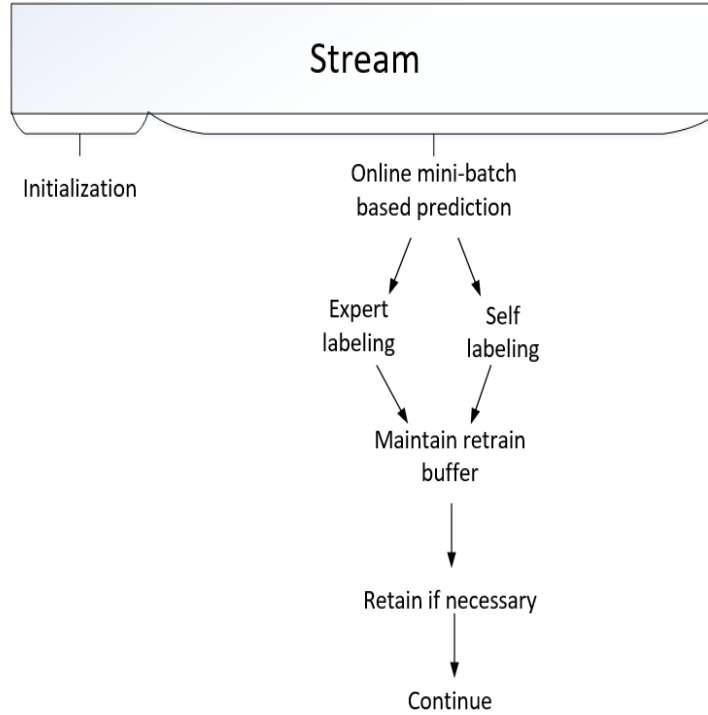 Stream
Initialization
Online mini-batch
based prediction
Expert
labeling
Self
labeling
Maintain retrain
buffer
Retain if necessary
Continue